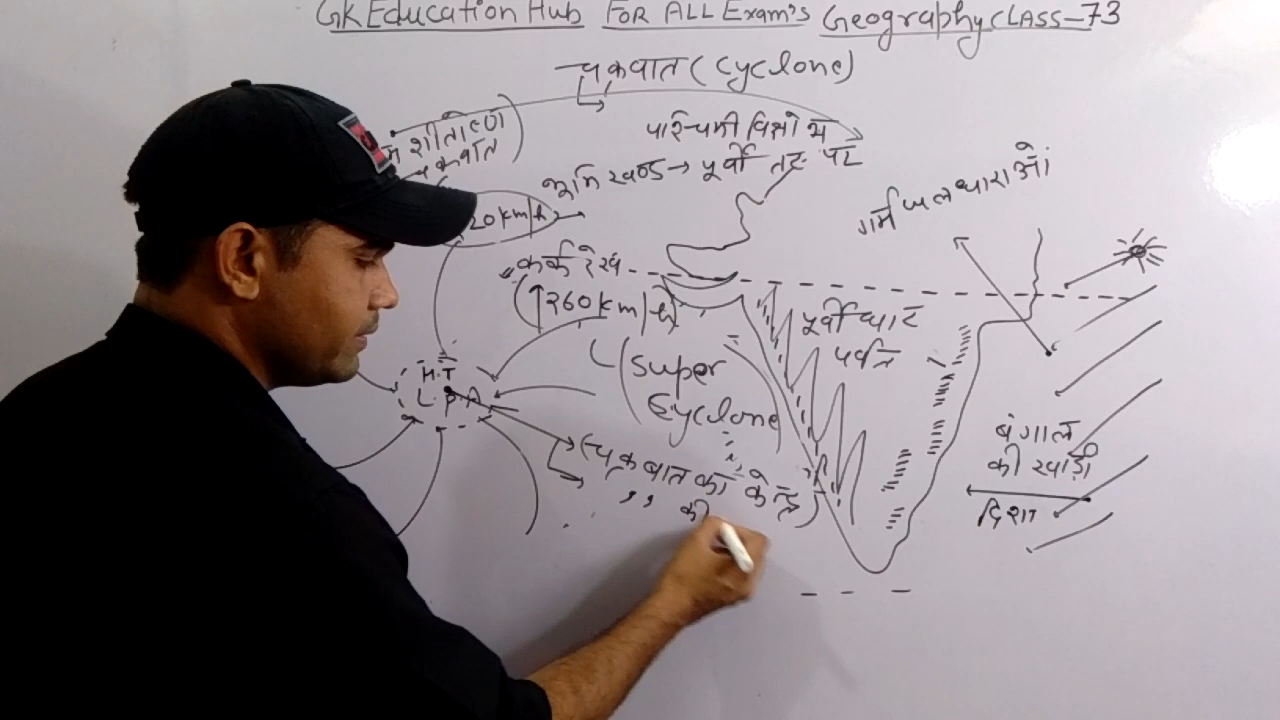 GK Education Hub FOR ALL Exam's Geography CLASS-73
चक्रवात (Cyclone)
शीतोष्ण
पश्चिमी विक्षोभ
भूमि खण्ड → पूर्वी तट पर
गर्म जलधाराओं
20 km/h
कर्क रेखा
(↑260 km/h)
पूर्वी घाट
पर्वत
(Super
Cyclone)
H.T
L.P.A
बंगाल
की खाड़ी
दिशा
(चक्रवात का केन्द्र)
,, ,, की